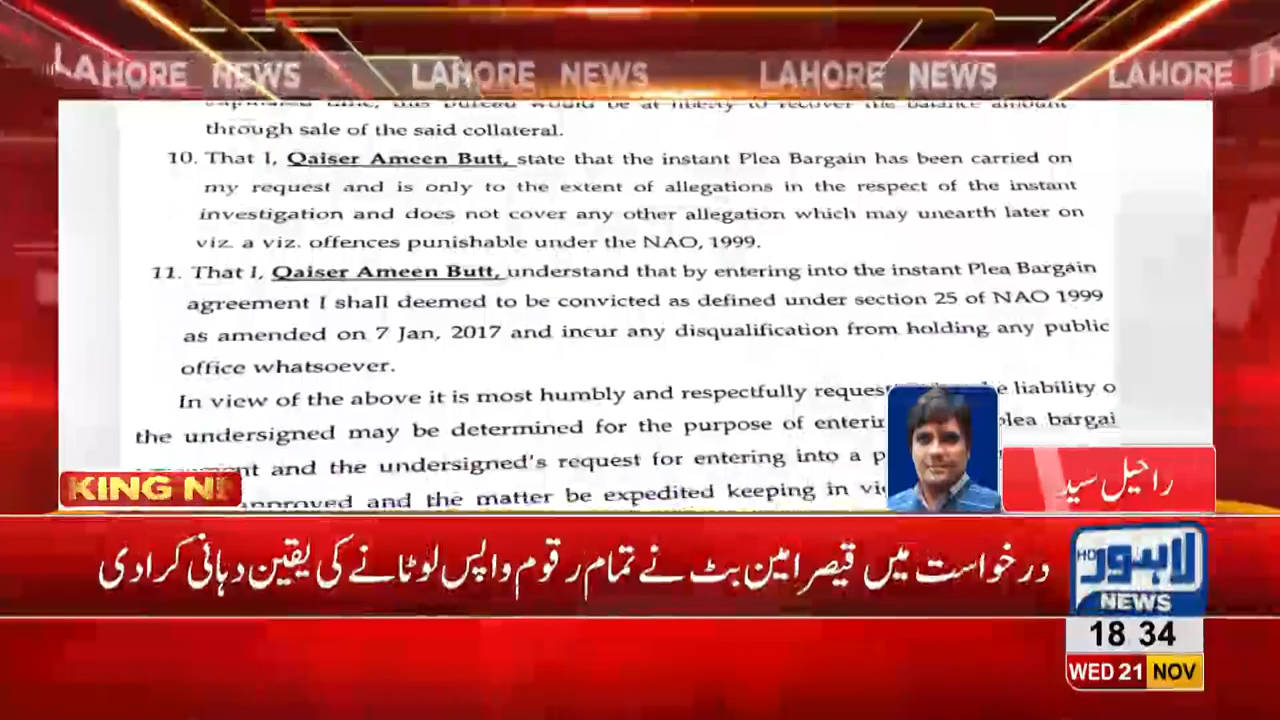 LAHORE NEWS LAHORE NEWS LAHORE NEWS LAHORE
through sale of the said collateral.
10. That I, Qaiser Ameen Butt, state that the instant Plea Bargain has been carried on
my request and is only to the extent of allegations in the respect of the instant
investigation and does not cover any other allegation which may unearth later on
viz. a viz. offences punishable under the NAO, 1999.
11. That I, Qaiser Ameen Butt, understand that by entering into the instant Plea Bargain
agreement I shall deemed to be convicted as defined under section 25 of NAO 1999
as amended on 7 Jan, 2017 and incur any disqualification from holding any public
office whatsoever.
In view of the above it is most humbly and respectfully reques liability o
the undersigned may be determined for the purpose of enterin plea bargai
and the undersigned's request for entering into a p
approved and the matter be expedited keeping in vi
راحیل سید
KING NE
درخواست میں قیصر امین بٹ نے تمام رقوم واپس لوٹانے کی یقین دہانی کرا دی
HD لاہور
NEWS
18 34
WED 21 NOV